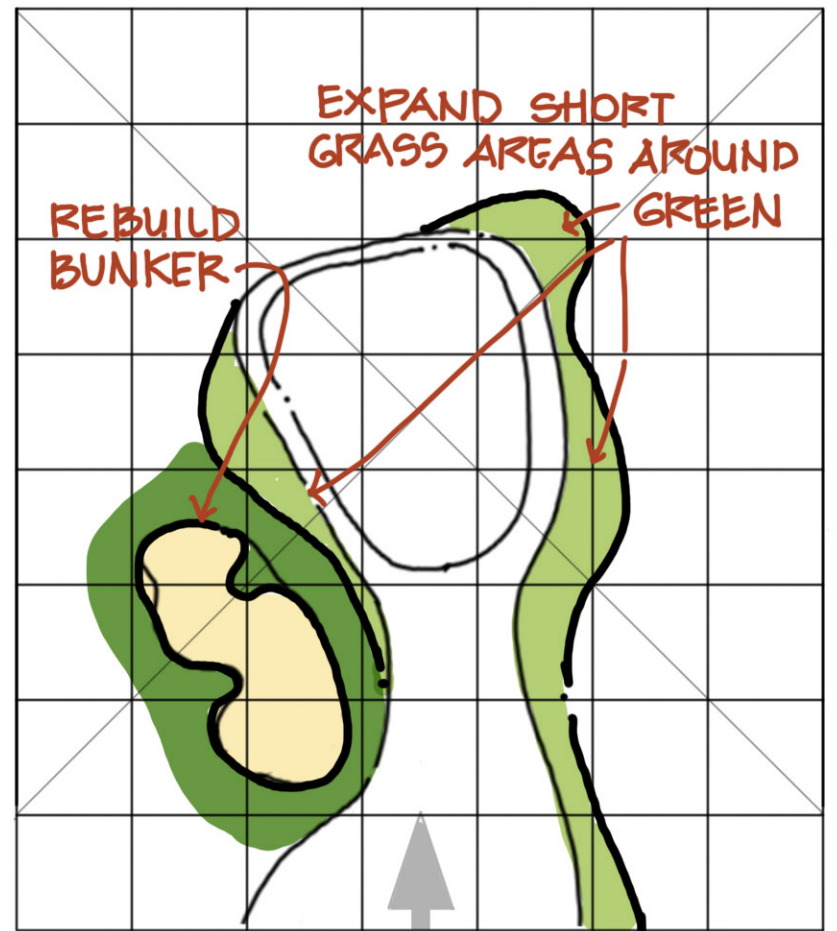 EXPAND SHORT
GRASS AREAS AROUND
GREEN
REBUILD
BUNKER